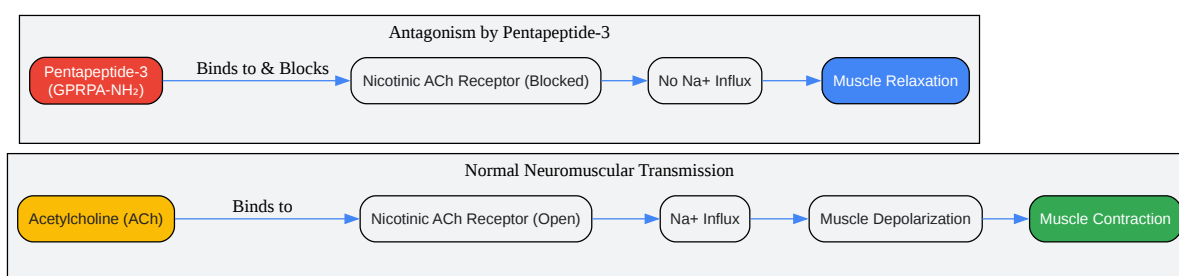 Antagonism by Pentapeptide-3
Pentapeptide-3
(GPRPA-NH₂)
Binds to & Blocks
Nicotinic ACh Receptor (Blocked)
No Na+ Influx
Muscle Relaxation
Normal Neuromuscular Transmission
Acetylcholine (ACh)
Binds to
Nicotinic ACh Receptor (Open)
Na+ Influx
Muscle Depolarization
Muscle Contraction